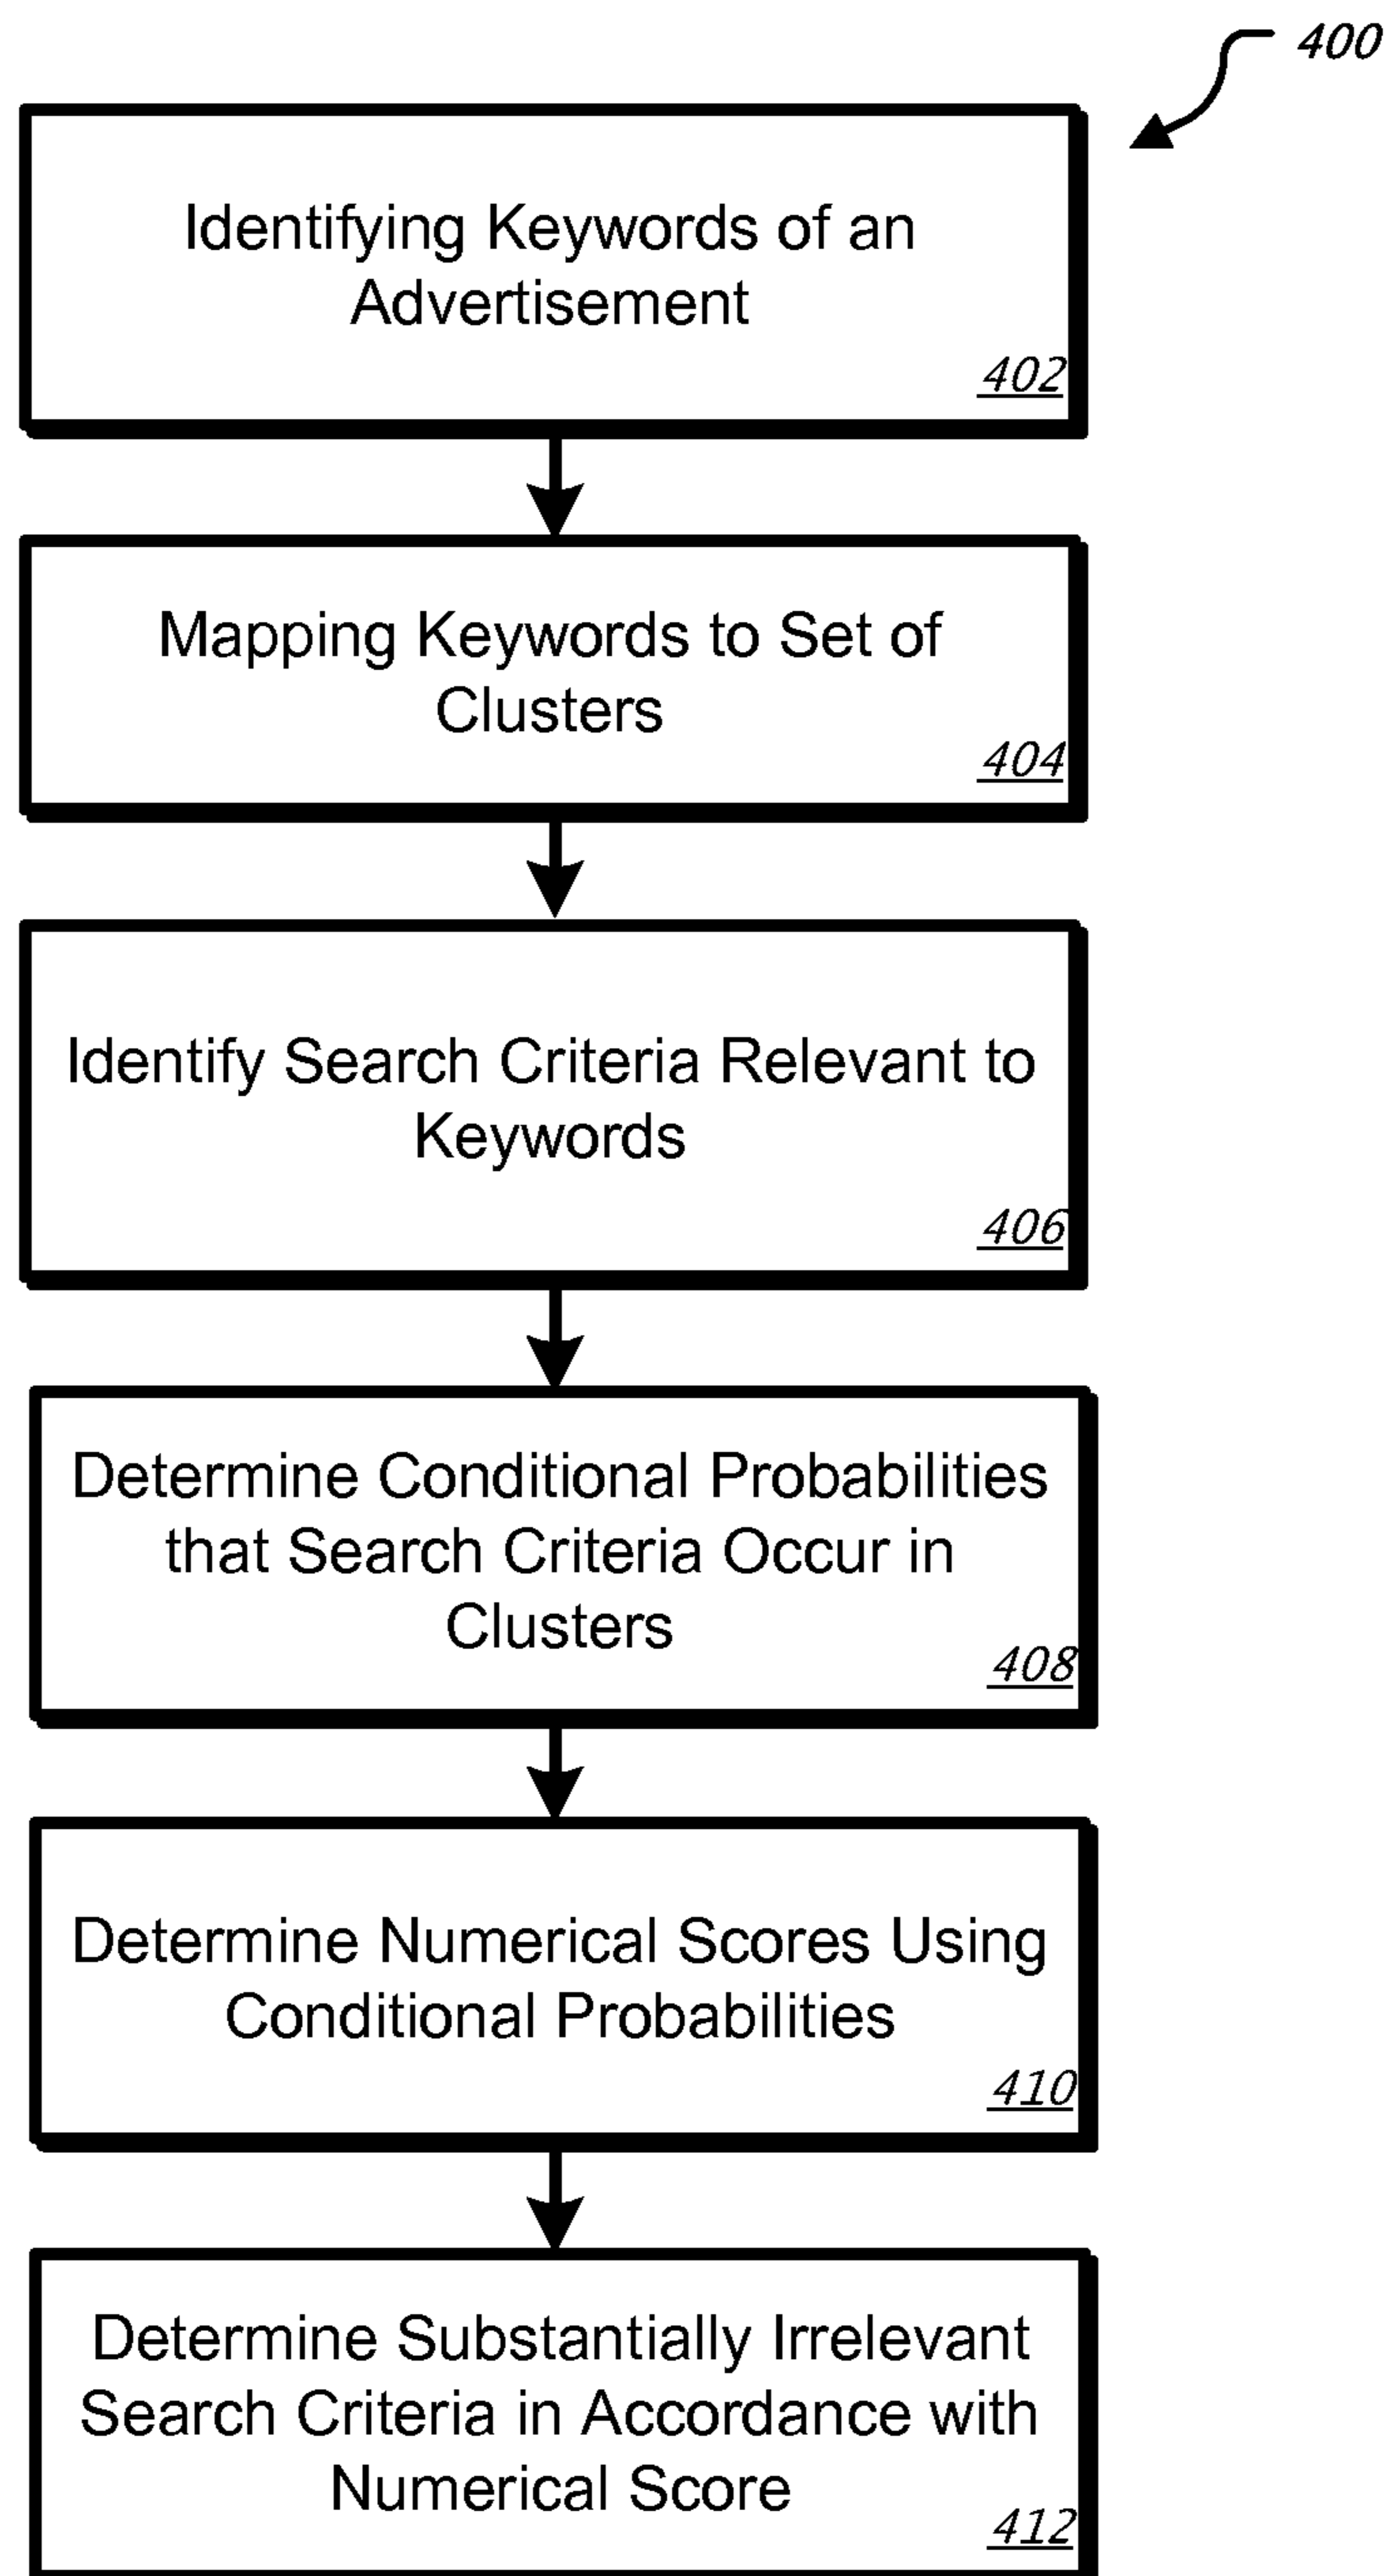 400
Identifying Keywords of an
Advertisement
402
Mapping Keywords to Set of
Clusters
404
Identify Search Criteria Relevant to
Keywords
406
Determine Conditional Probabilities
that Search Criteria Occur in
Clusters
408
Determine Numerical Scores Using
Conditional Probabilities
410
Determine Substantially Irrelevant
Search Criteria in Accordance with
Numerical Score
412